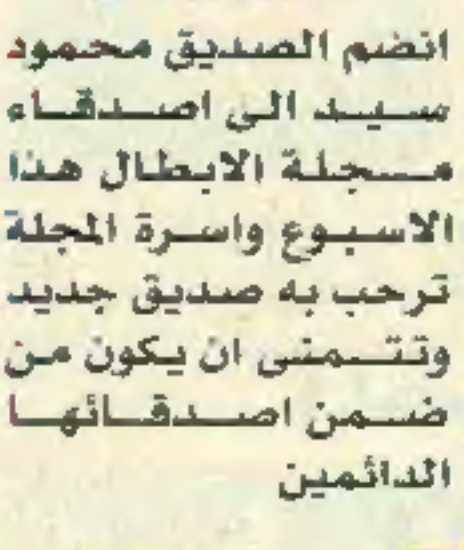 انضم الصديق محمود
سيد الى اصدقاء
مجلة الابطال هذا
الاسبوع واسرة المجلة
ترحب به صديق جديد
وتتمنى ان يكون من
ضمن اصدقائها
الدائمين